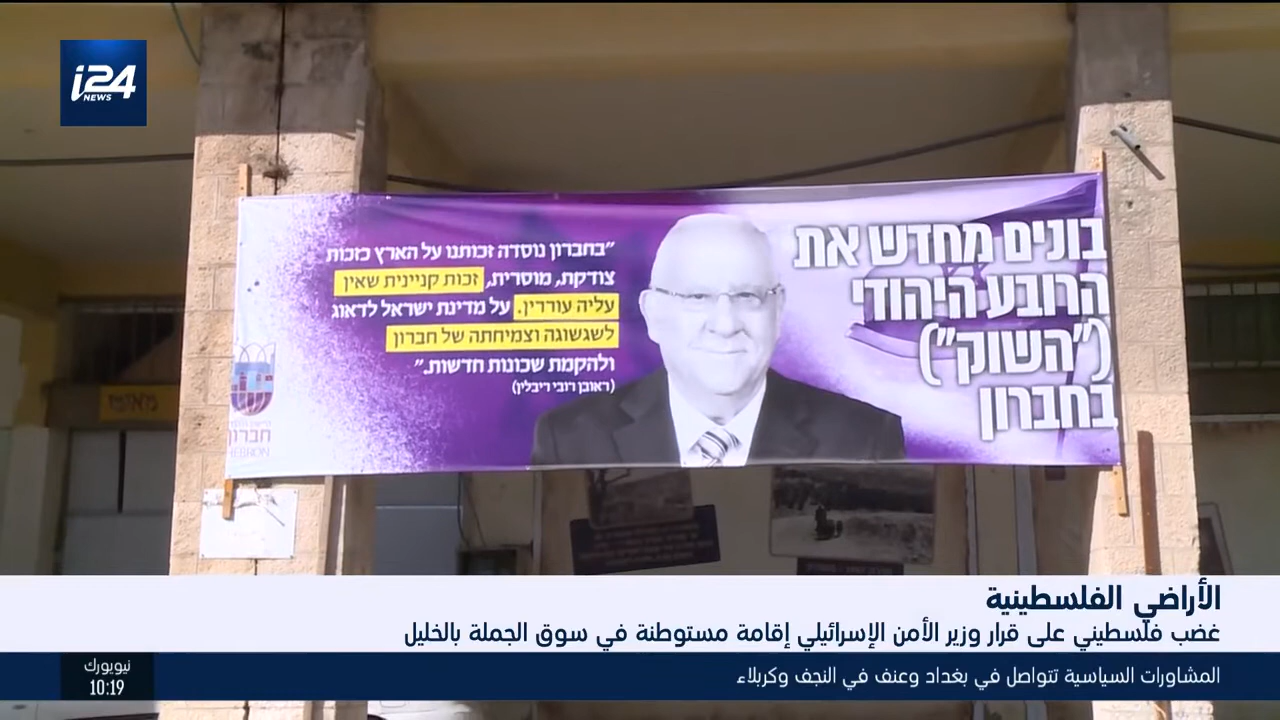 i24
NEWS
בונים מחדש את
הרובע היהודי
("השוק")
בחברון
"בחברון נוסדה זכותנו על הארץ כזכות
צודקת, מוסרית, זכות קניינית שאין
עליה עוררין. על מדינת ישראל לדאוג
לשגשוגה וצמיחתה של חברון
ולהקמת שכונות חדשות."
(ראובן רובי ריבלין)
חברון
HEBRON
الأراضي الفلسطينية
غضب فلسطيني على قرار وزير الأمن الإسرائيلي إقامة مستوطنة في سوق الجملة بالخليل
المشاورات السياسية تتواصل في بغداد وعنف في النجف وكربلاء
نيويورك
10:19